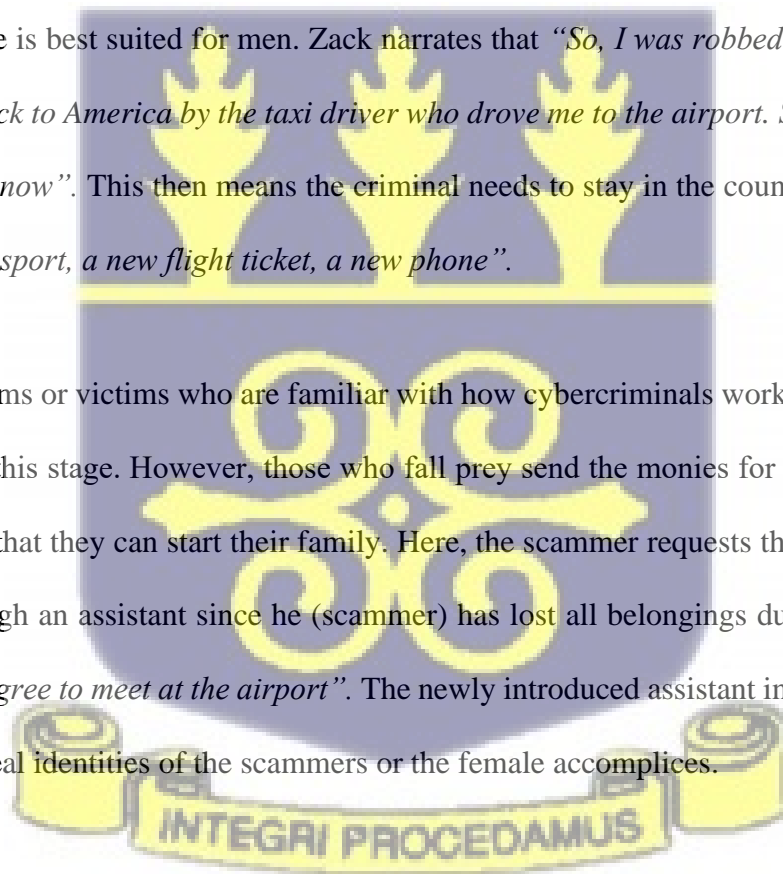 e is best suited for men. Zack narrates that “So, I was robbed
ck to America by the taxi driver who drove me to the airport. S
now”. This then means the criminal needs to stay in the coun
sport, a new flight ticket, a new phone”.
ms or victims who are familiar with how cybercriminals work
this stage. However, those who fall prey send the monies for
that they can start their family. Here, the scammer requests th
gh an assistant since he (scammer) has lost all belongings du
gree to meet at the airport”. The newly introduced assistant in
eal identities of the scammers or the female accomplices.
INTEGRI PROCEDAMUS